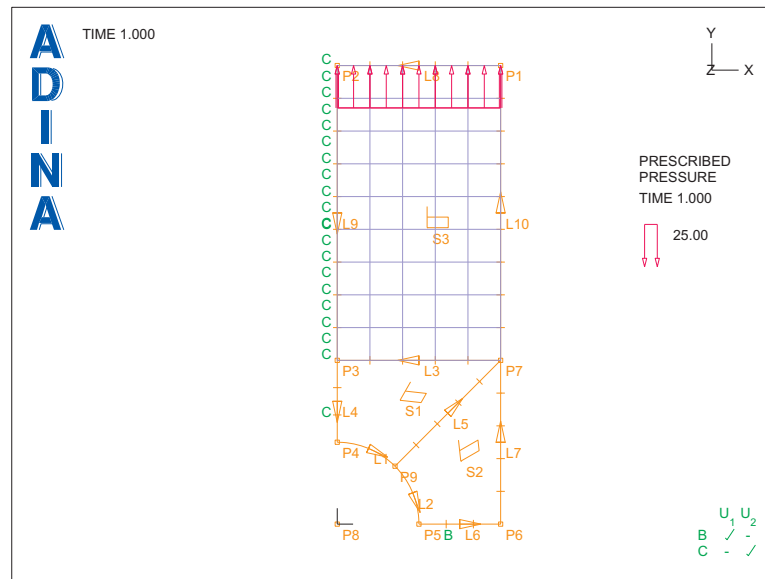 ADINA
TIME 1.000
C
C P2 L8 P1
C
C
C
C
C
C
C
C
C L9 L10
C S3
C
C
C
C
C
C
C
P3 L3 P7
C L4 S1
L5
S2 L7
P4 L1
P9
L2
P8 P5 B L6 P6
Y
Z X
PRESCRIBED
PRESSURE
TIME 1.000
25.00
U1 U2
B ✓ -
C - ✓